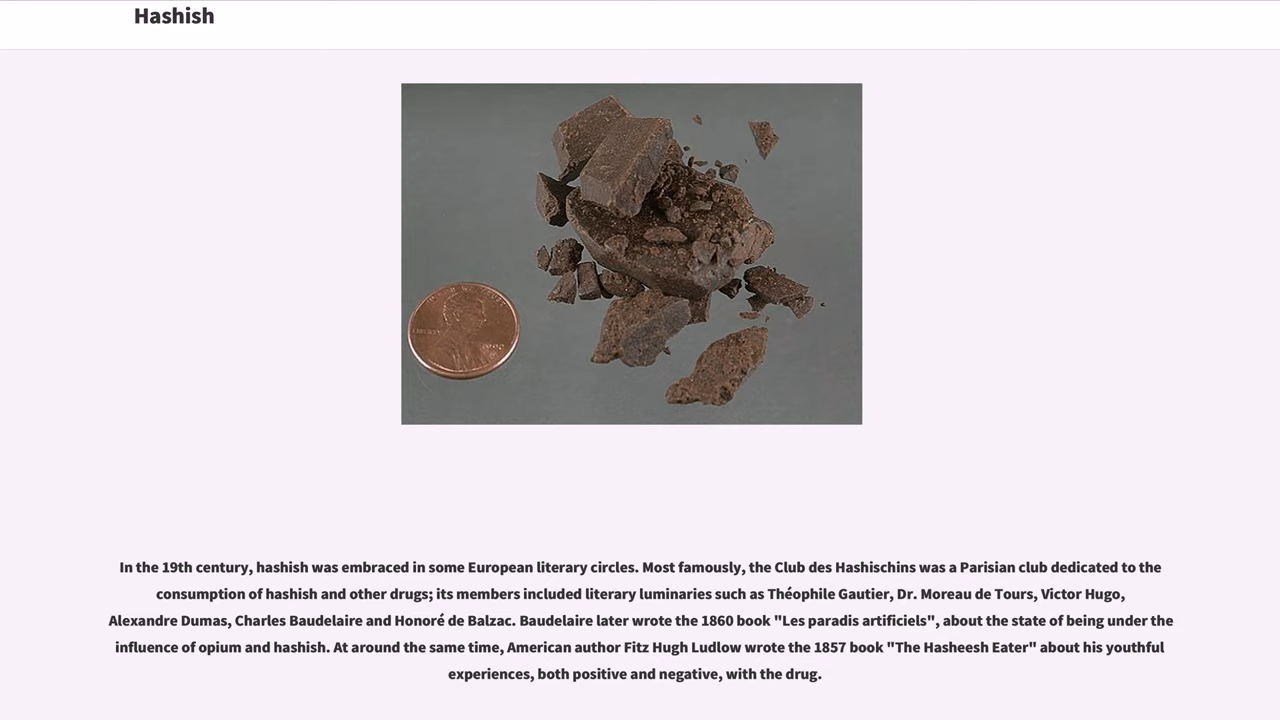 Hashish
In the 19th century, hashish was embraced in some European literary circles. Most famously, the Club des Hashischins was a Parisian club dedicated to the
consumption of hashish and other drugs; its members included literary luminaries such as Théophile Gautier, Dr. Moreau de Tours, Victor Hugo,
Alexandre Dumas, Charles Baudelaire and Honoré de Balzac. Baudelaire later wrote the 1860 book "Les paradis artificiels", about the state of being under the
influence of opium and hashish. At around the same time, American author Fitz Hugh Ludlow wrote the 1857 book "The Hasheesh Eater" about his youthful
experiences, both positive and negative, with the drug.